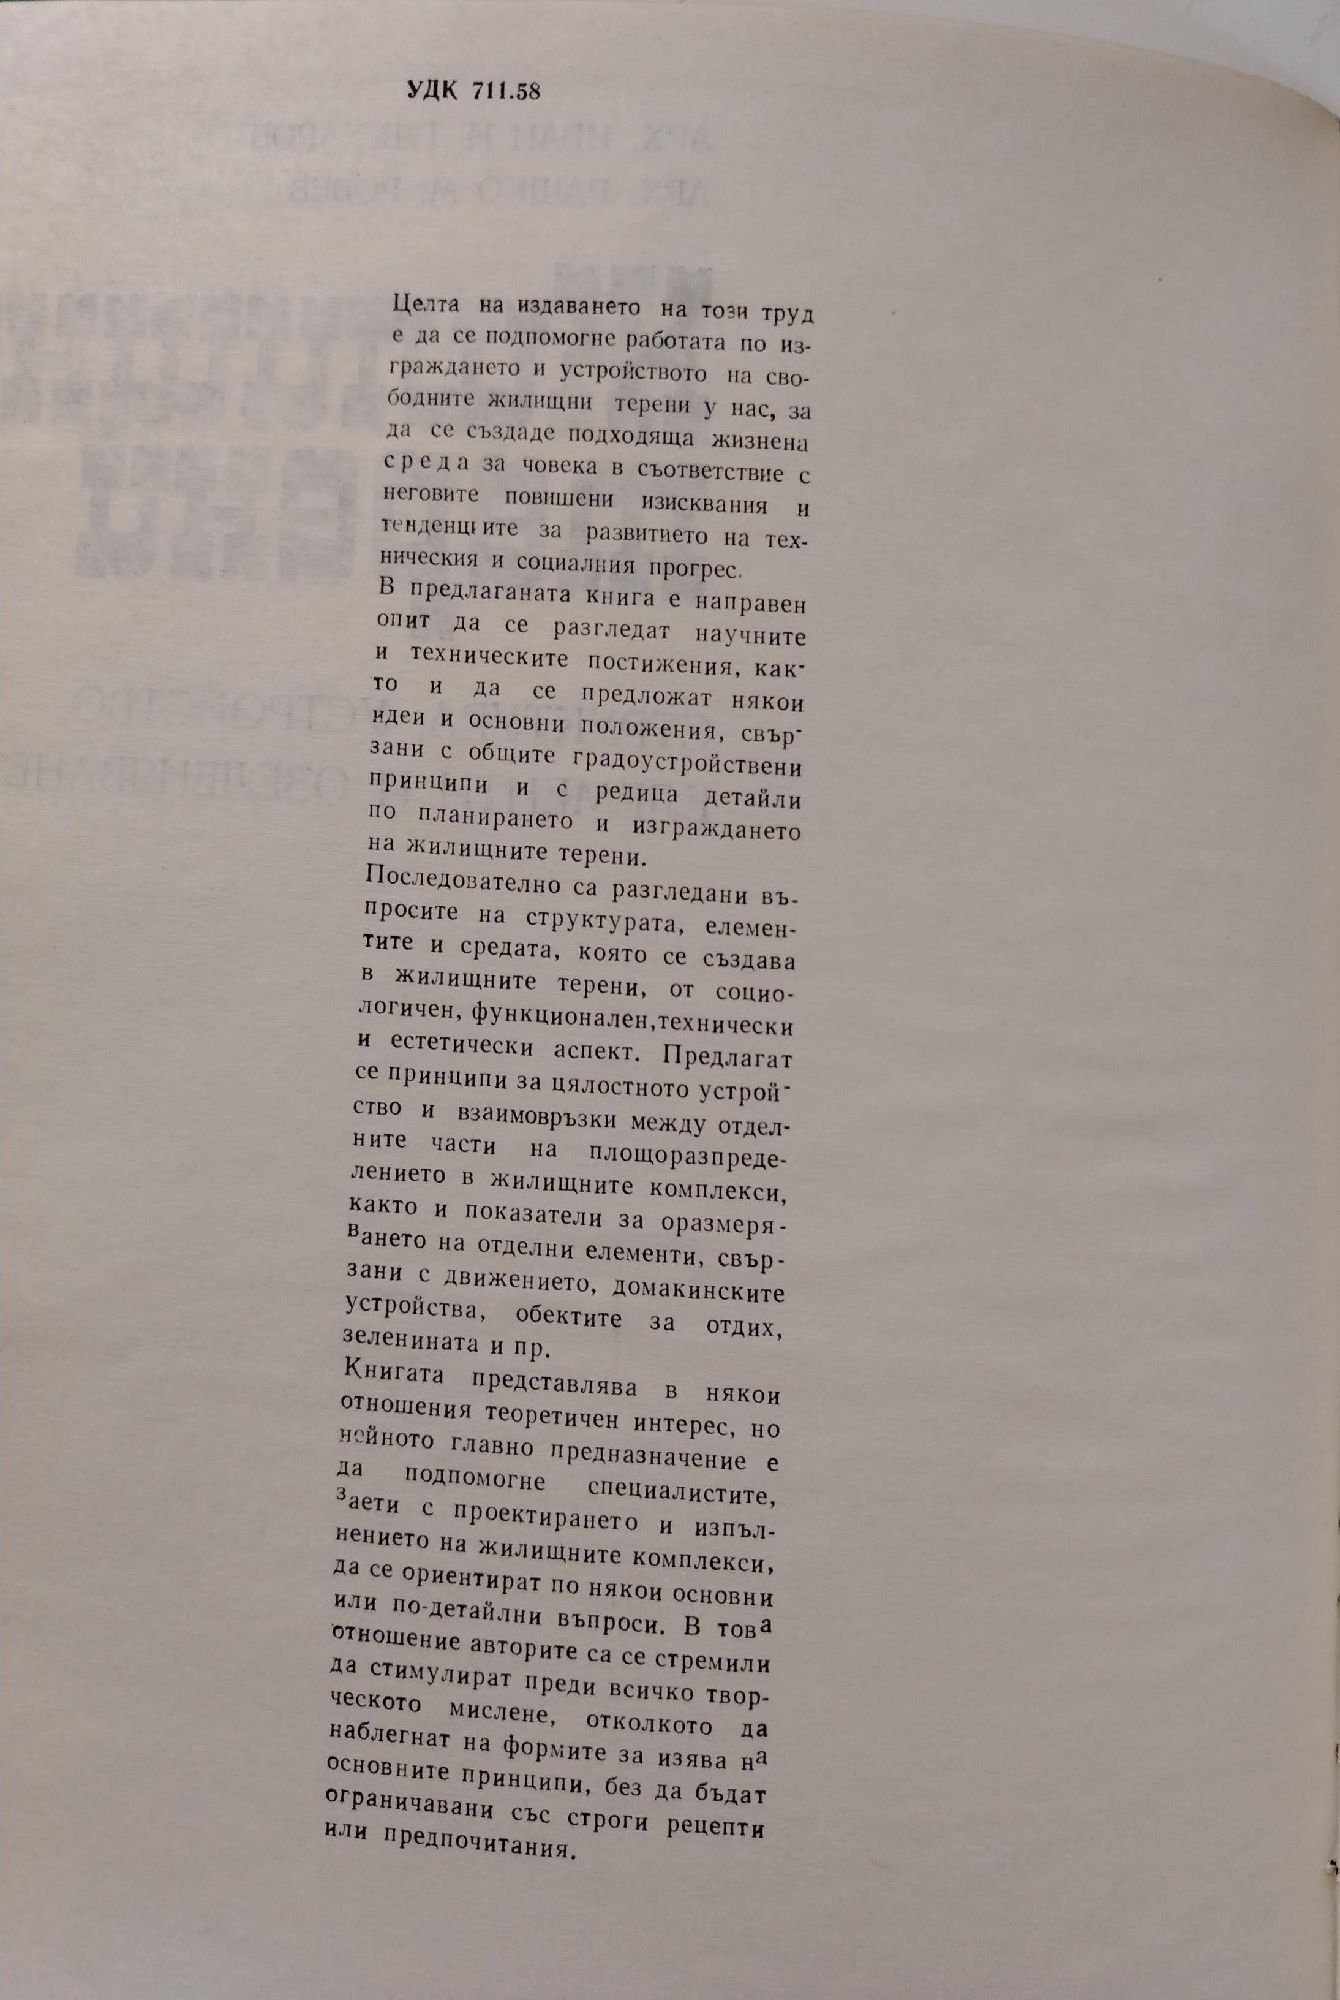 УДК 711.58
Целта на издаването на този труд
е да се подпомогне работата по из-
граждането и устройството на сво-
бодните жилищни терени у нас, за
да се създаде подходяща жизнена
среда за човека в съответствие с
неговите повишени изисквания и
тенденциите за развитието на тех-
ническия и социалния прогрес.
В предлаганата книга е направен
опит да се разгледат научните
и техническите постижения, как-
то и да се предложат някои
идеи и основни положения, свър-
зани с общите градоустройствени
принципи и с редица детайли
по планирането и изграждането
на жилищните терени.
Последователно са разгледани въ-
просите на структурата, елемен-
тите и средата, която се създава
в жилищните терени, от социо-
логичен, функционален,технически
и естетически аспект. Предлагат
се принципи за цялостното устрой-
ство и взаимовръзки между отдел-
ните части на площоразпреде-
лението в жилищните комплекси,
както и показатели за оразмеря-
ването на отделни елементи, свър-
зани с движението, домакинските
устройства, обектите за отдих,
зеленината и пр.
Книгата представлява в някои
отношения теоретичен интерес, но
нейното главно предназначение е
да подпомогне специалистите,
заети с проектирането и изпъл-
нението на жилищните комплекси,
да се ориентират по някои основни
или по-детайлни въпроси. В това
отношение авторите са се стремили
да стимулират преди всичко твор-
ческото мислене, отколкото да
наблегнат на формите за изява на
основните принципи, без да бъдат
ограничавани със строги рецепти
или предпочитания.